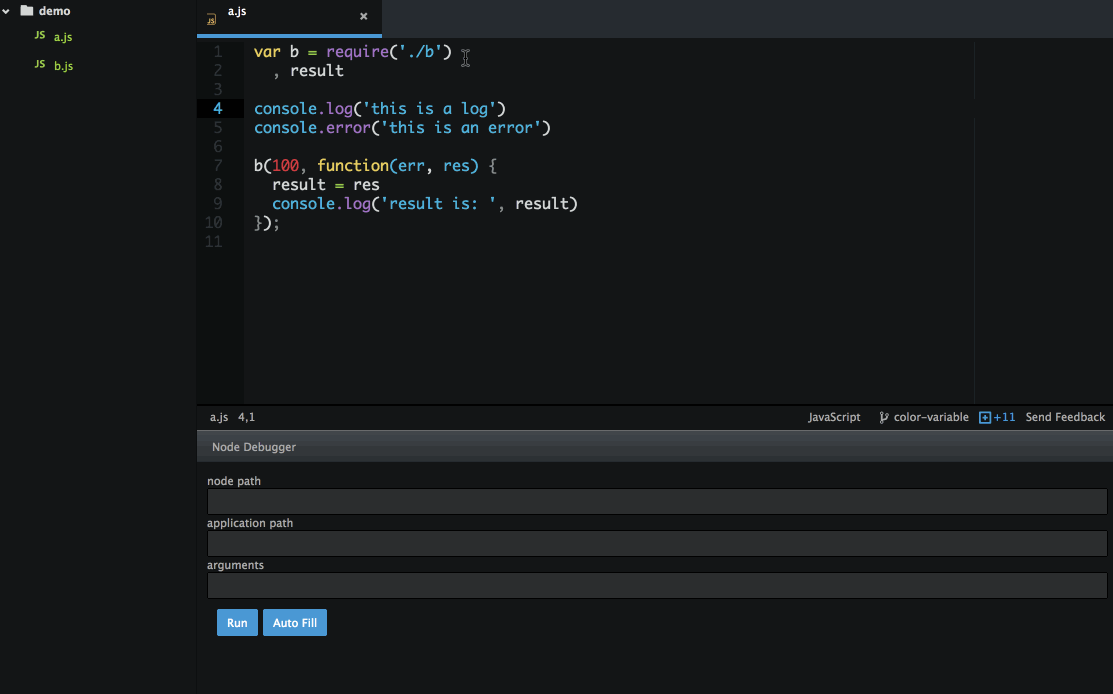 demo
JS a.js
JS b.js
JS a.js ×
1 var b = require('./b')
2   , result
3
4 console.log('this is a log')
5 console.error('this is an error')
6
7 b(100, function(err, res) {
8   result = res
9   console.log('result is: ', result)
10 });
11
a.js 4,1 JavaScript color-variable +11 Send Feedback
Node Debugger
node path
application path
arguments
Run Auto Fill